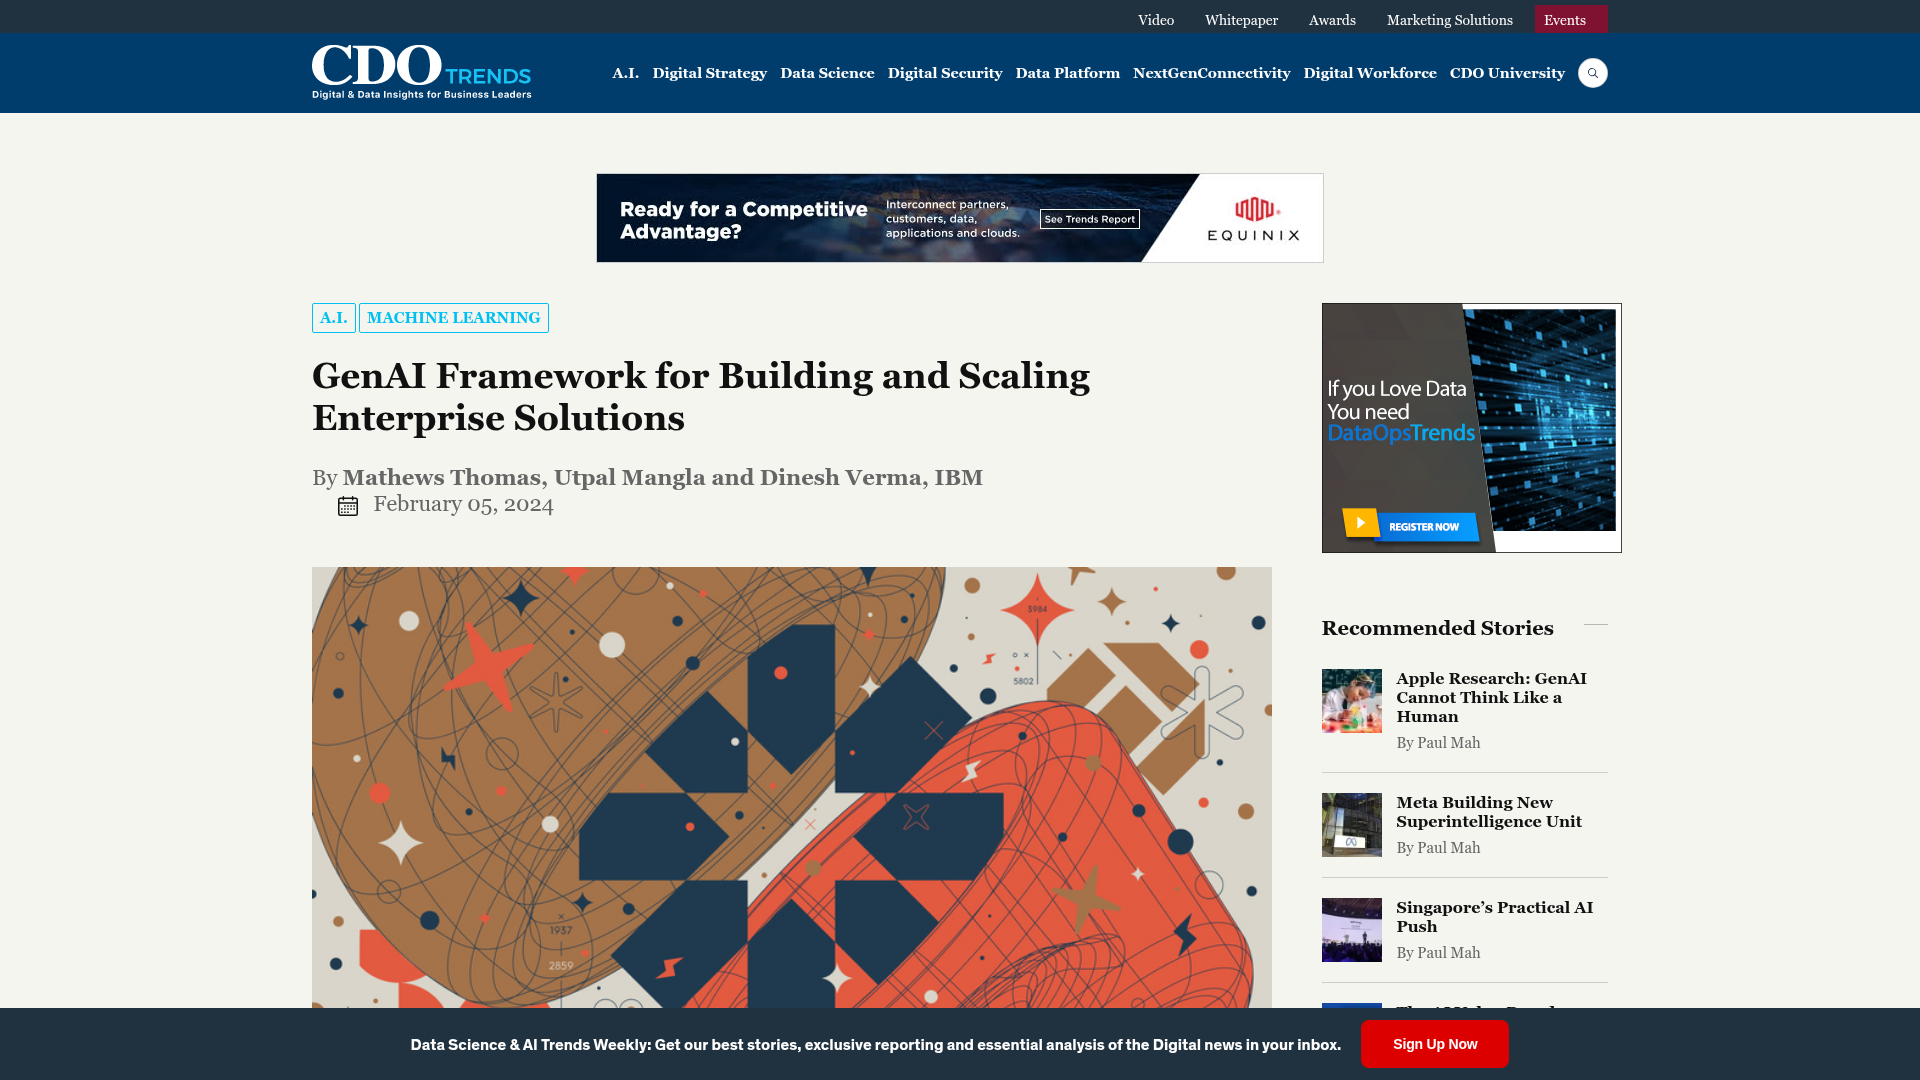 Video
Whitepaper
Awards
Marketing Solutions
Events
CDO TRENDS
Digital & Data Insights for Business Leaders
A.I.
Digital Strategy
Data Science
Digital Security
Data Platform
NextGenConnectivity
Digital Workforce
CDO University
Ready for a Competitive
Advantage?
Interconnect partners,
customers, data,
applications and clouds.
See Trends Report
EQUINIX
A.I.
MACHINE LEARNING
GenAI Framework for Building and Scaling
Enterprise Solutions
By Mathews Thomas, Utpal Mangla and Dinesh Verma, IBM
February 05, 2024
$984
5802
1937
2859
If you Love Data
You need
DataOpsTrends
REGISTER NOW
Recommended Stories
Apple Research: GenAI
Cannot Think Like a
Human
By Paul Mah
Meta Building New
Superintelligence Unit
By Paul Mah
Singapore’s Practical AI
Push
By Paul Mah
Data Science & AI Trends Weekly: Get our best stories, exclusive reporting and essential analysis of the Digital news in your inbox.
Sign Up Now